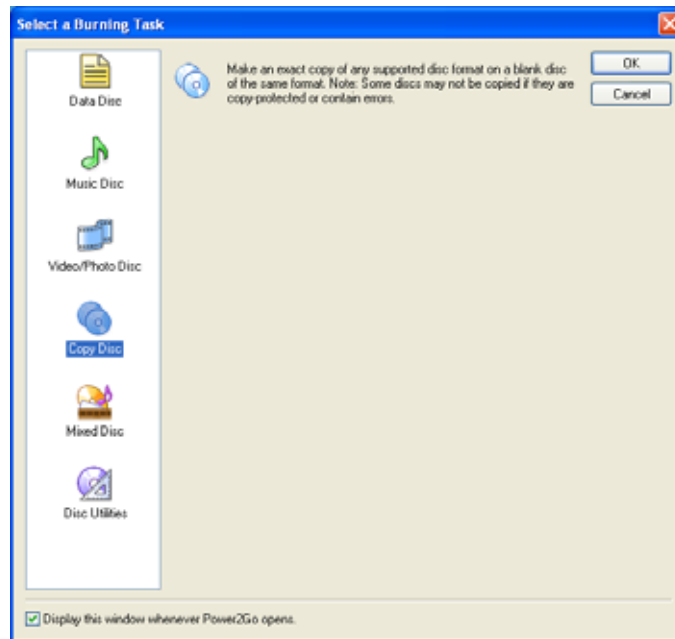 Select a Burning Task
Data Disc
Make an exact copy of any supported disc format on a blank disc
of the same format. Note: Some discs may not be copied if they are
copy-protected or contain errors.
OK
Cancel
Music Disc
Video/Photo Disc
Copy Disc
Mixed Disc
Disc Utilities
Display this window whenever Power2Go opens.